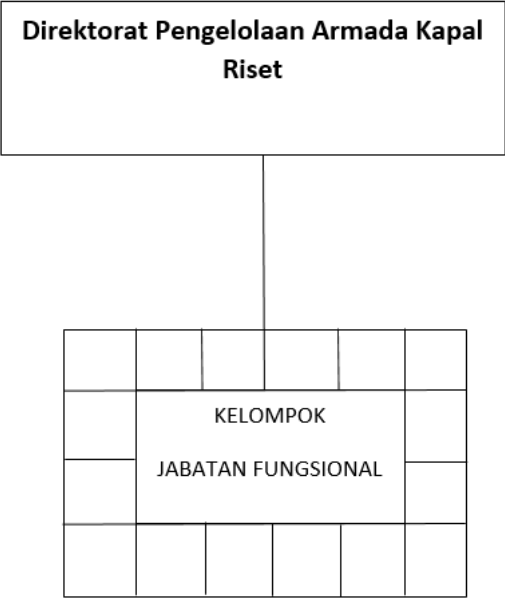 Direktorat Pengelolaan Armada Kapal
Riset
KELOMPOK
JABATAN FUNGSIONAL